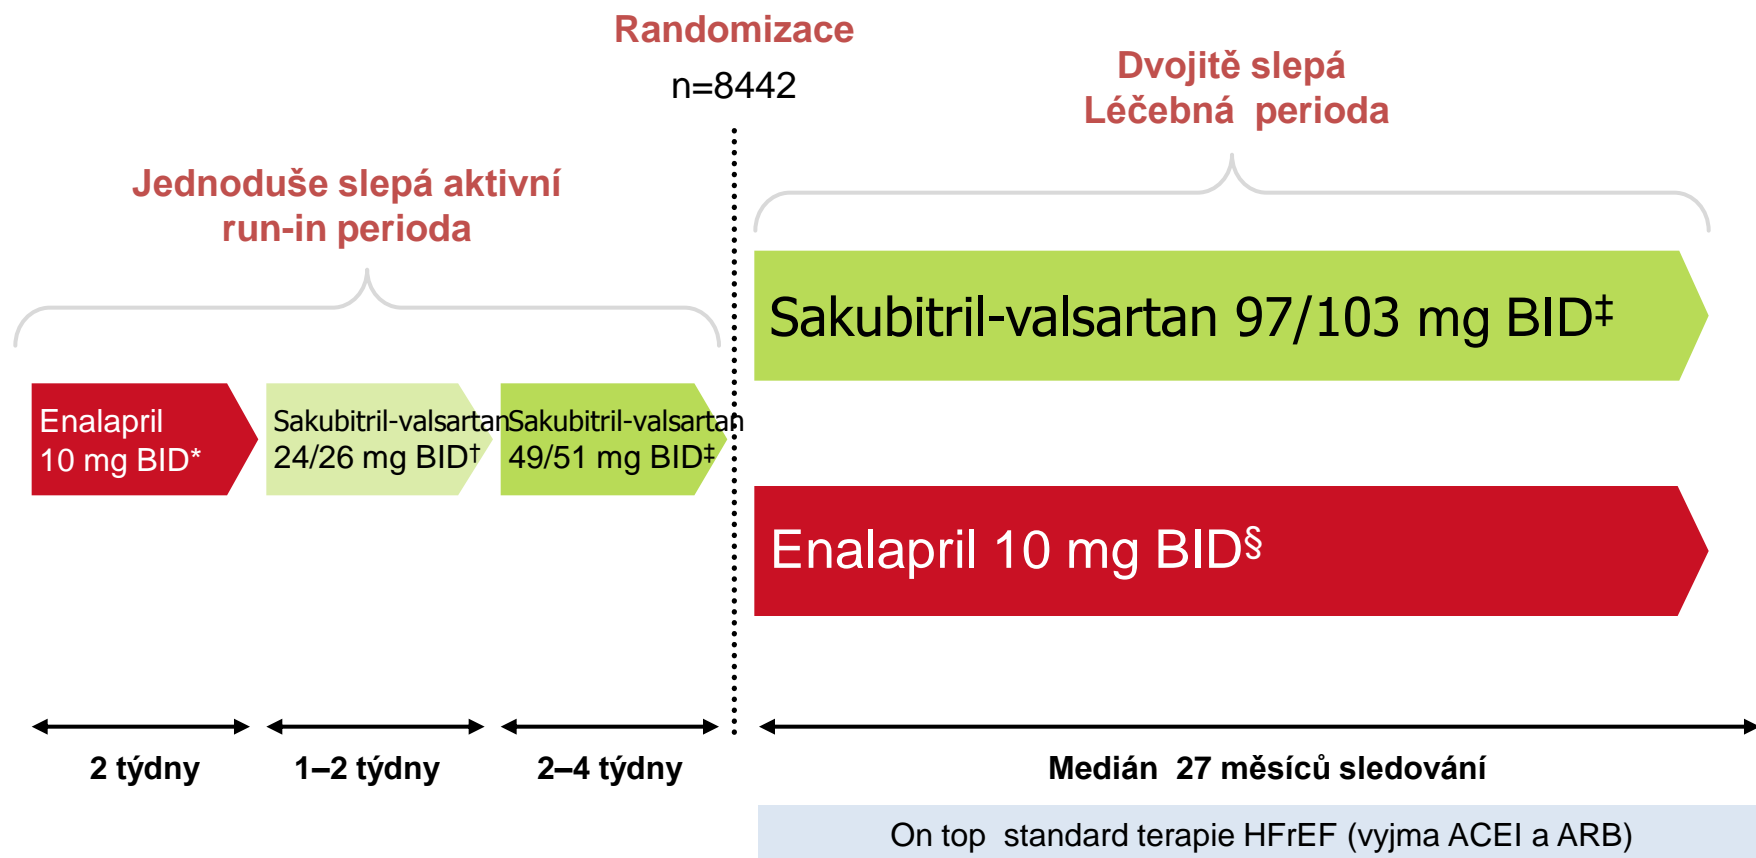 Randomizace
n=8442
Dvojitě slepá
Léčebná perioda
Jednoduše slepá aktivní
run-in perioda
Sakubitril-valsartan 97/103 mg BID‡
Enalapril
10 mg BID*
Sakubitril-valsartan
24/26 mg BID†
Sakubitril-valsartan
49/51 mg BID‡
Enalapril 10 mg BID§
2 týdny
1–2 týdny
2–4 týdny
Medián 27 měsíců sledování
On top standard terapie HFrEF (vyjma ACEI a ARB)